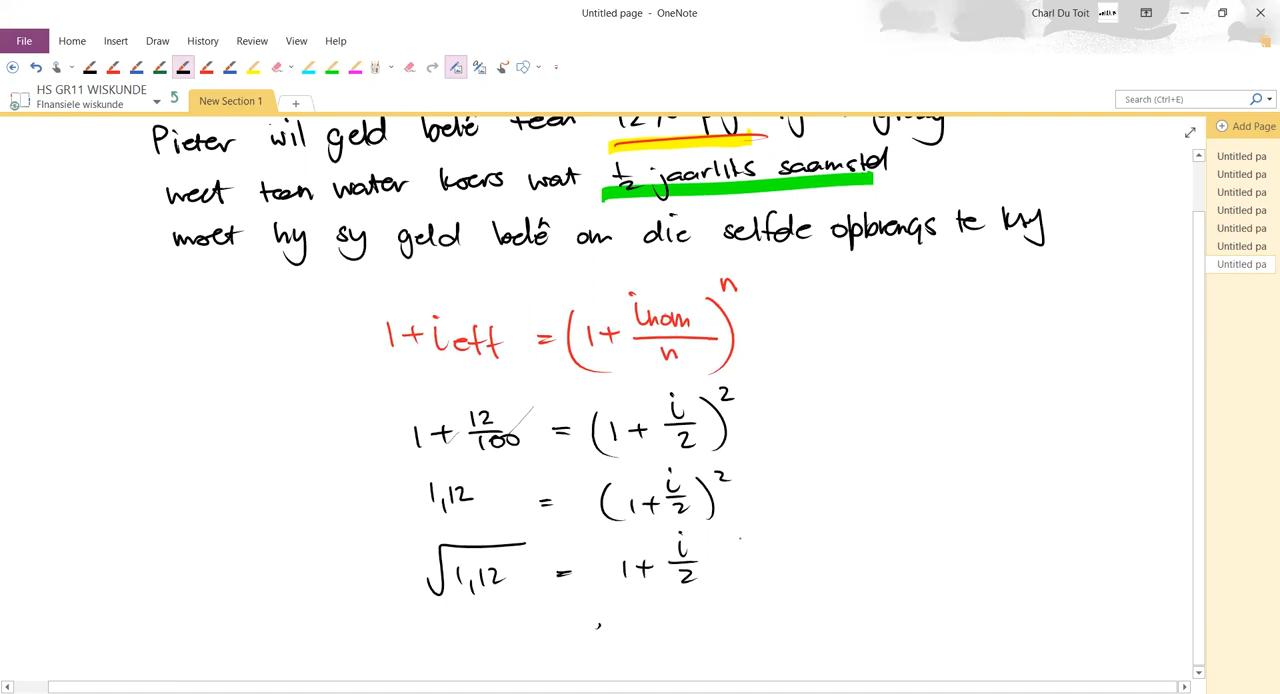 Untitled page - OneNote
Charl Du Toit
File Home Insert Draw History Review View Help
HS GR11 WISKUNDE
FInansiele wiskunde
New Section 1
Search (Ctrl+E)
Add Page
Untitled pa
Untitled pa
Untitled pa
Untitled pa
Untitled pa
Untitled pa
Untitled pa
Pieter wil geld belê teen 12%
weet teen water koers wat 1/2 jaarliks saamstel
moet hy sy geld belê om die selfde opbrengs te kry
1 + i eff = (1 + inom/n)^n
1 + 12/100 = (1 + i/2)^2
1,12 = (1 + i/2)^2
√1,12 = 1 + i/2